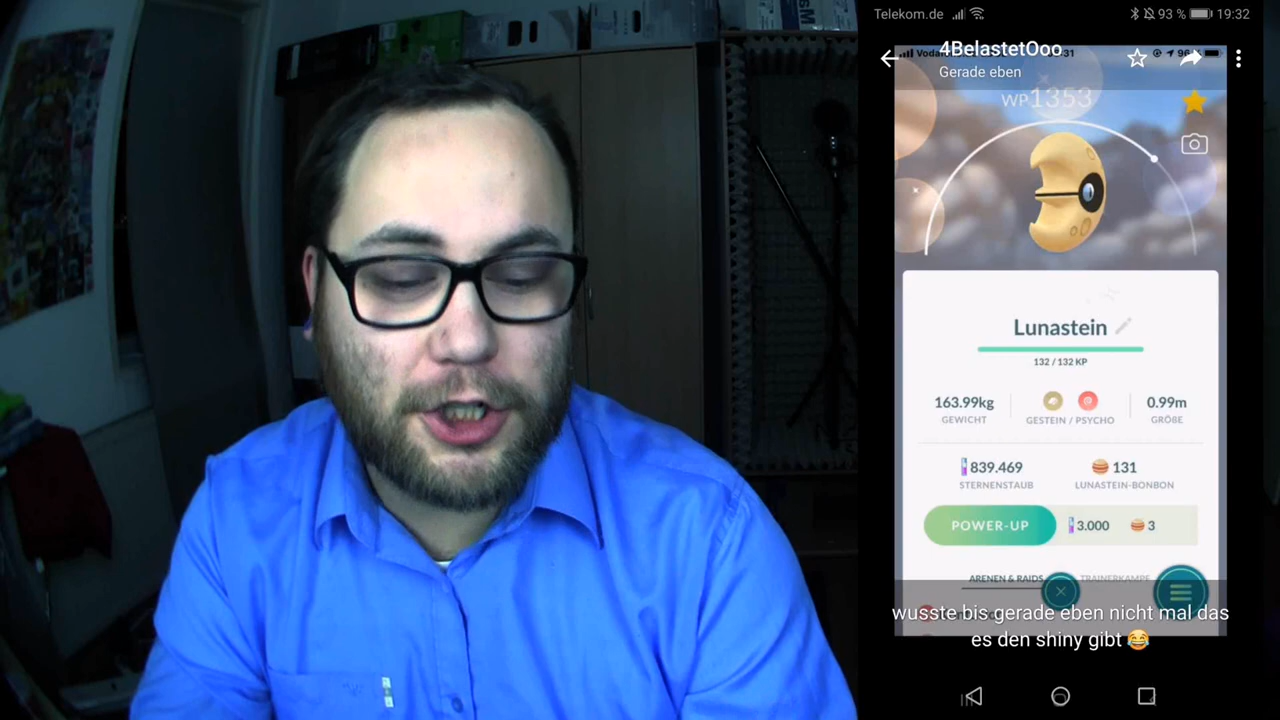 Telekom.de 93 % 19:32
4BelastetOoo
Gerade eben
WP1353
Lunastein
132 / 132 KP
163.99kg
GEWICHT
GESTEIN / PSYCHO
0.99m
GRÖßE
839.469
STERNENSTAUB
131
LUNASTEIN-BONBON
POWER-UP 3.000 3
ARENEN & RAIDS TRAINERKÄMPFE
wusste bis gerade eben nicht mal das
es den shiny gibt 😂